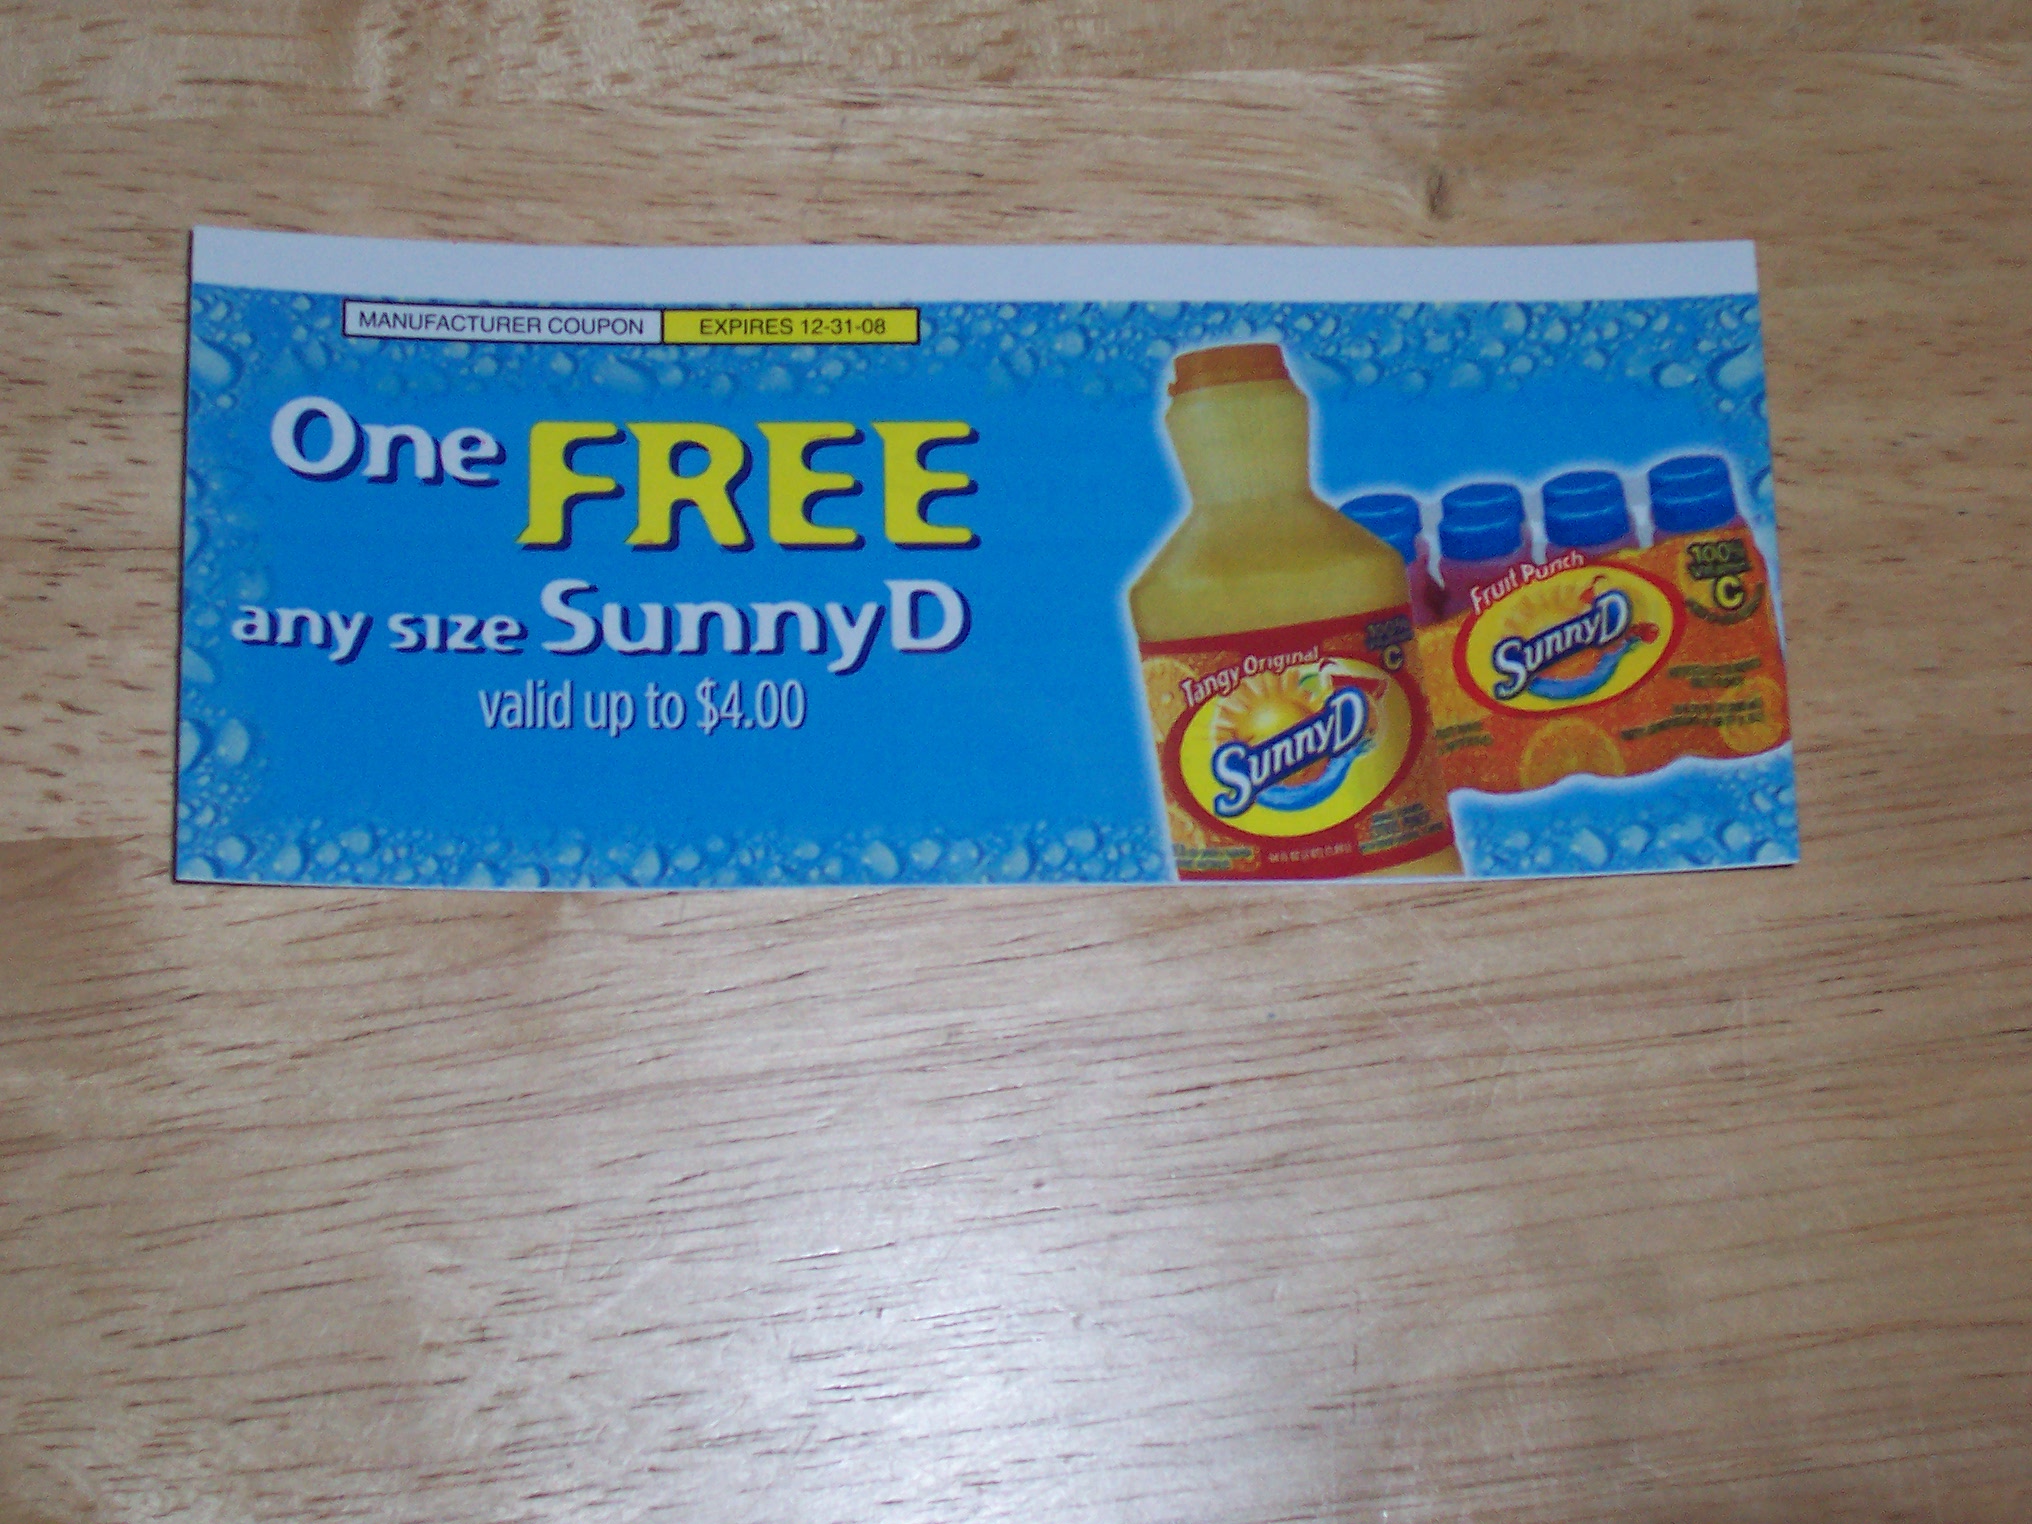 MANUFACTURER COUPON EXPIRES 12-31-08
One FREE
any size SunnyD
valid up to $4.00
Tangy Original
SunnyD
100%
C
Fruit Punch
SunnyD
100%
C